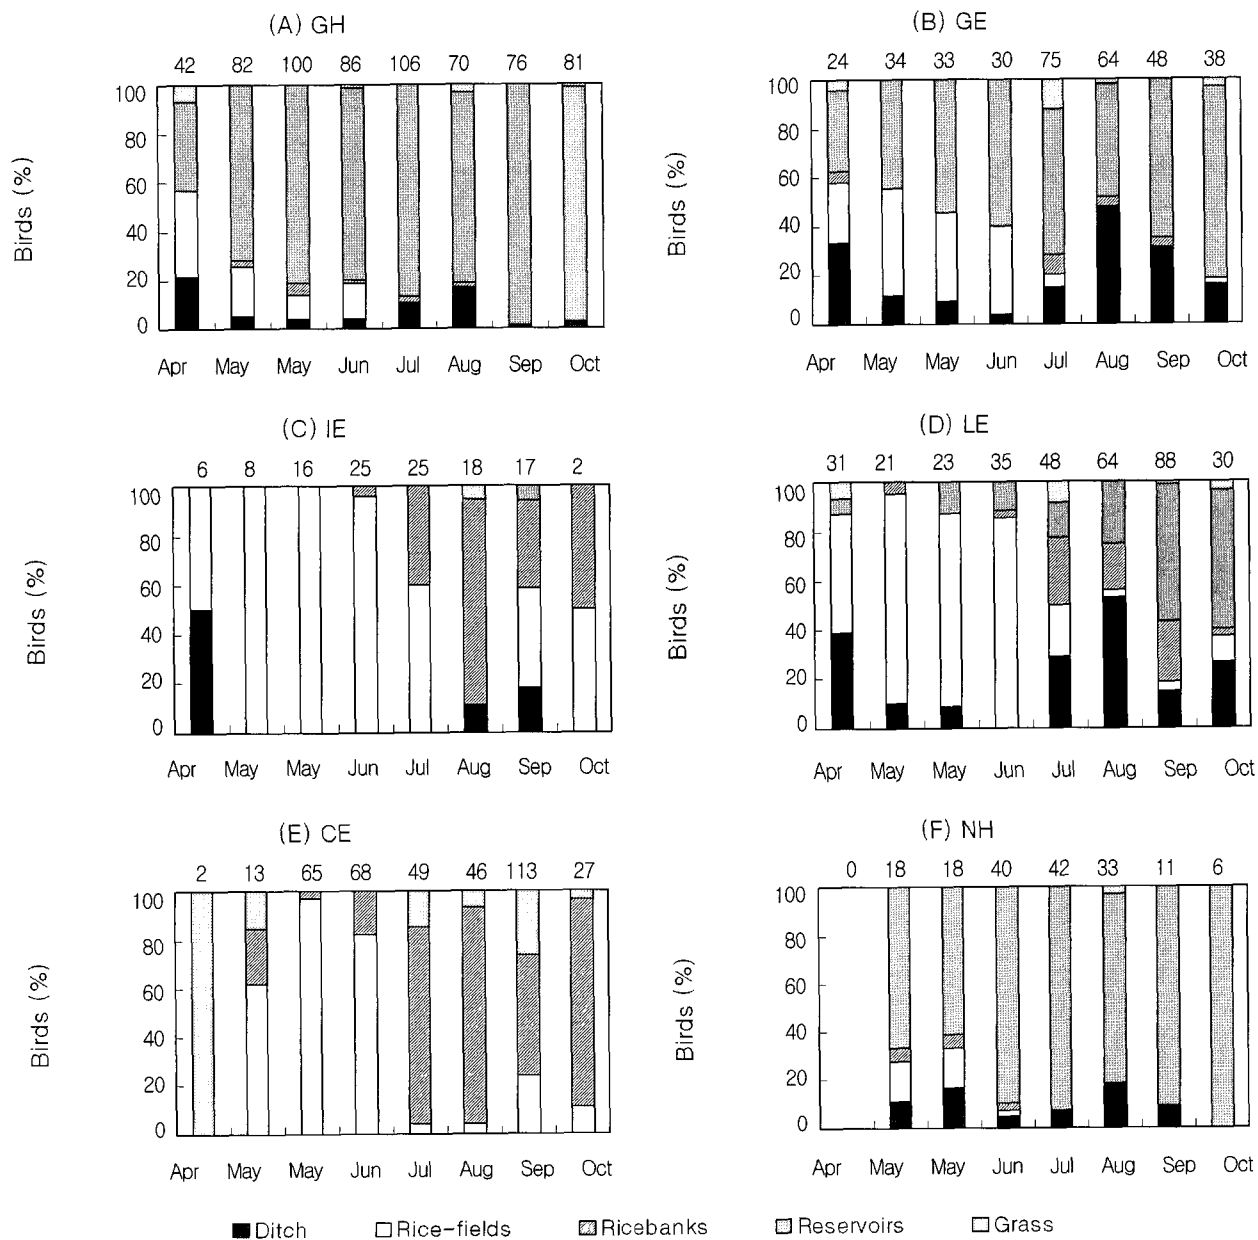 (A) GH
42 82 100 86 106 70 76 81
100
80
60
40
20
0
Birds (%)
Apr May May Jun Jul Aug Sep Oct
(B) GE
24 34 33 30 75 64 48 38
100
80
60
40
20
0
Birds (%)
Apr May May Jun Jul Aug Sep Oct
(C) IE
6 8 16 25 25 18 17 2
100
80
60
40
20
0
Birds (%)
Apr May May Jun Jul Aug Sep Oct
(D) LE
31 21 23 35 48 64 88 30
100
80
60
40
20
0
Birds (%)
Apr May May Jun Jul Aug Sep Oct
(E) CE
2 13 65 68 49 46 113 27
100
80
60
40
20
0
Birds (%)
Apr May May Jun Jul Aug Sep Oct
(F) NH
0 18 18 40 42 33 11 6
100
80
60
40
20
0
Birds (%)
Apr May May Jun Jul Aug Sep Oct
Ditch Rice-fields Ricebanks Reservoirs Grass